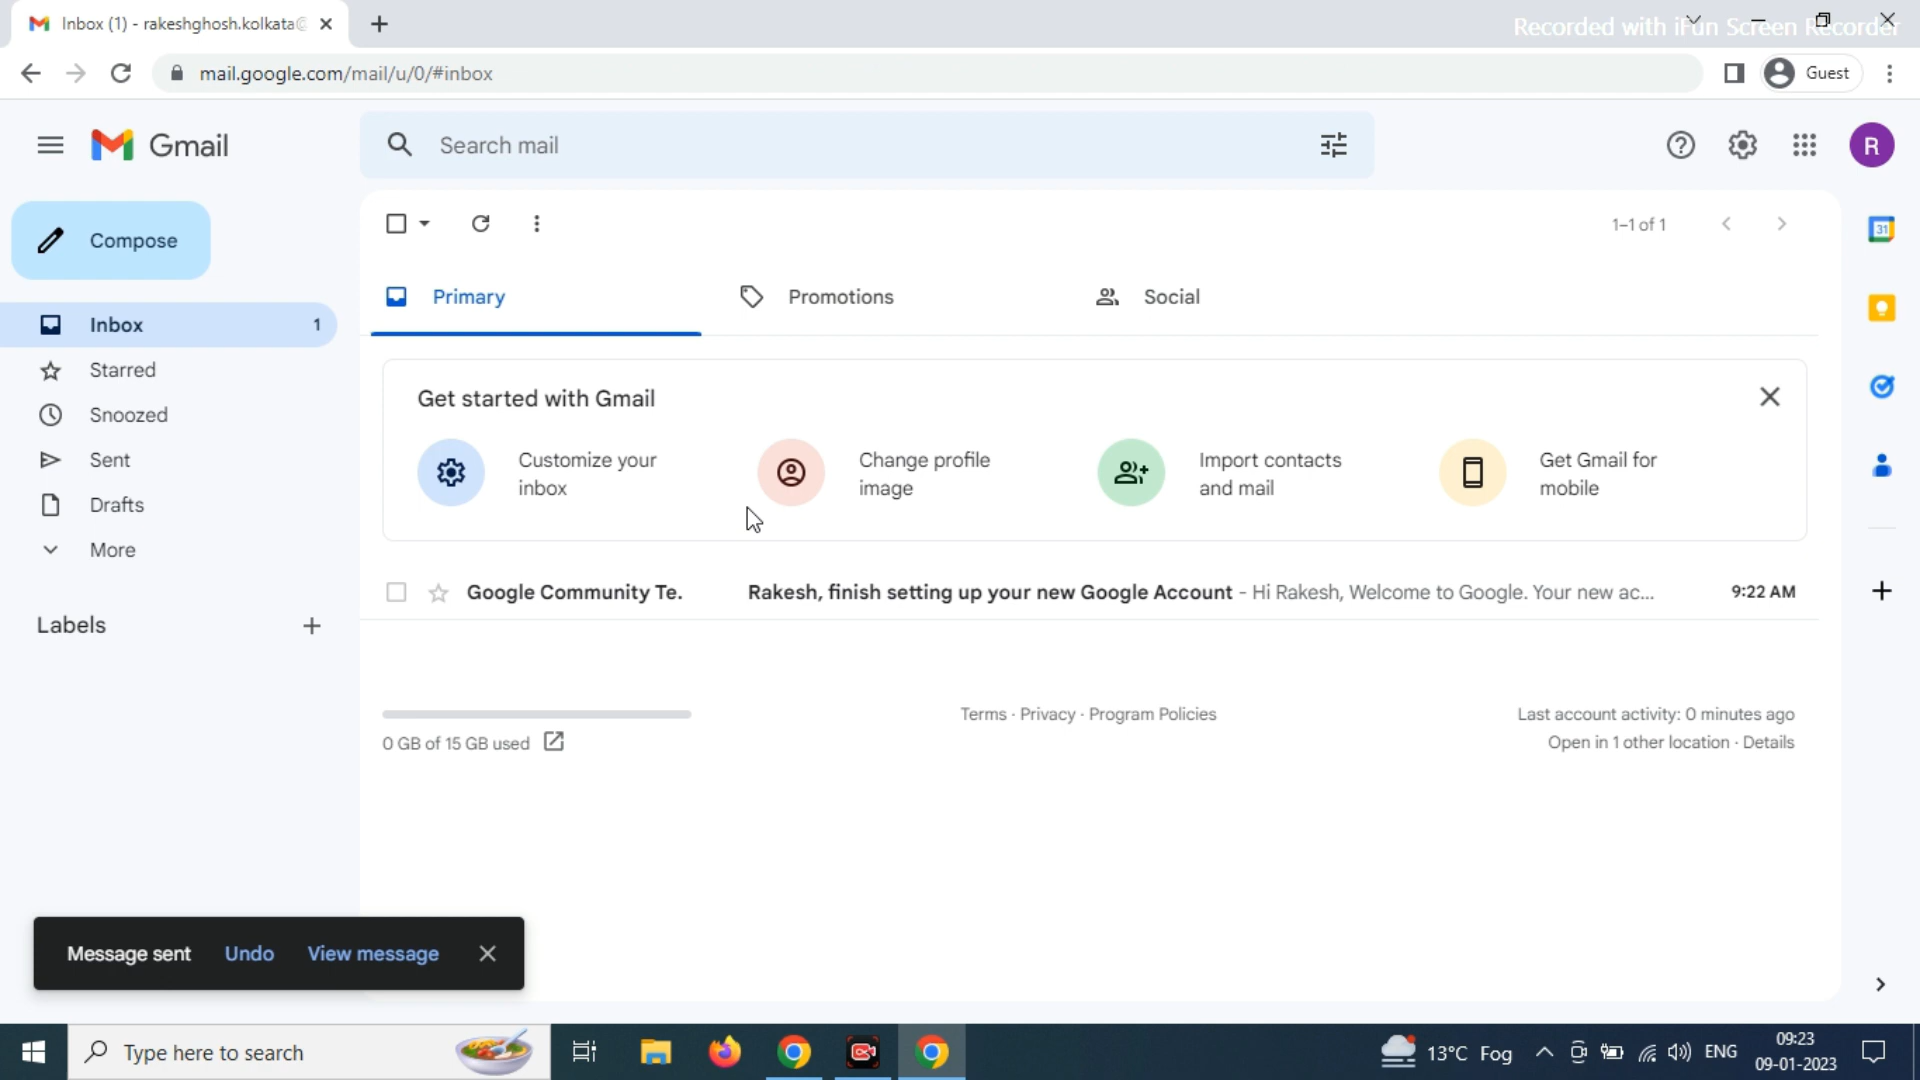 Inbox (1) - rakeshghosh.kolkata@
Recorded with iFun Screen Recorder
mail.google.com/mail/u/0/#inbox
Guest
Gmail
Search mail
R
Compose
1–1 of 1
31
Primary
Promotions
Social
Inbox 1
Starred
Snoozed
Sent
Drafts
More
Labels
Get started with Gmail
Customize your
inbox
Change profile
image
Import contacts
and mail
Get Gmail for
mobile
Google Community Te. Rakesh, finish setting up your new Google Account - Hi Rakesh, Welcome to Google. Your new ac... 9:22 AM
0 GB of 15 GB used
Terms · Privacy · Program Policies
Last account activity: 0 minutes ago
Open in 1 other location · Details
Message sent Undo View message
Type here to search
13°C Fog
ENG
09:23
09-01-2023